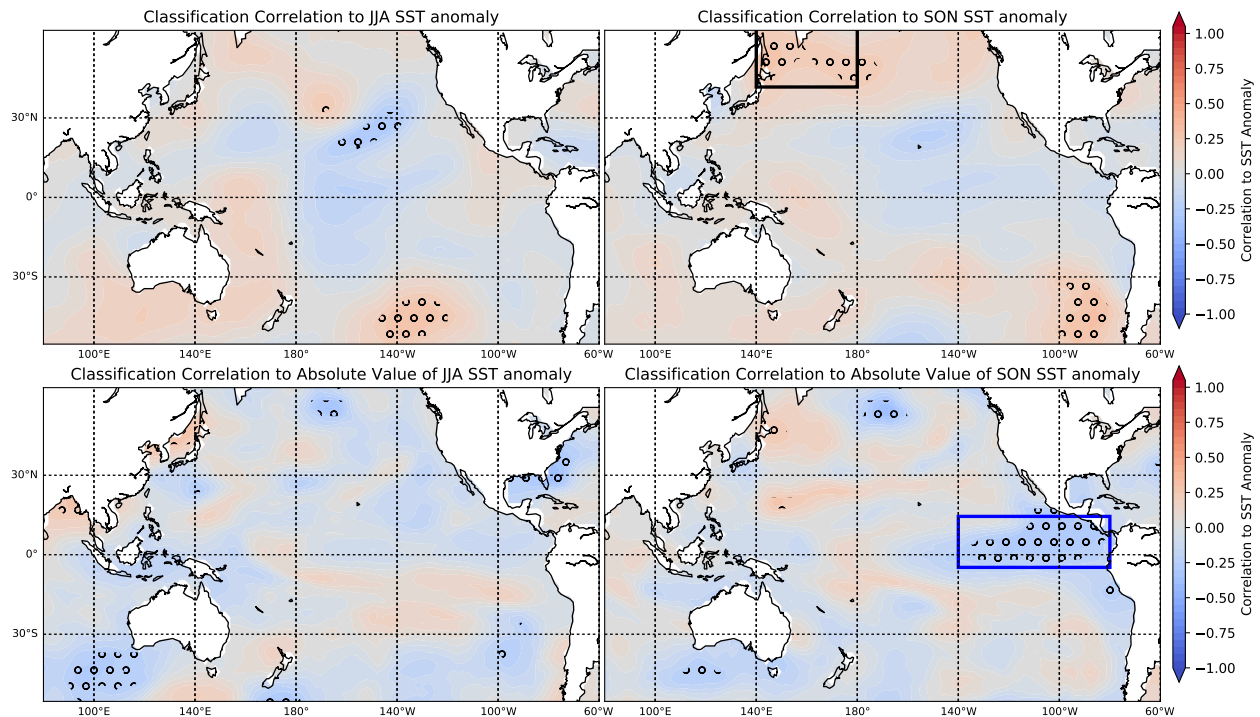 Classification Correlation to JJA SST anomaly
Classification Correlation to SON SST anomaly
30°N
0°
30°S
100°E 140°E 180° 140°W 100°W 60°W
100°E 140°E 180° 140°W 100°W 60°W
1.00
0.75
0.50
0.25
0.00
−0.25
−0.50
−0.75
−1.00
Correlation to SST Anomaly
Classification Correlation to Absolute Value of JJA SST anomaly
Classification Correlation to Absolute Value of SON SST anomaly
30°N
0°
30°S
100°E 140°E 180° 140°W 100°W 60°W
100°E 140°E 180° 140°W 100°W 60°W
1.00
0.75
0.50
0.25
0.00
−0.25
−0.50
−0.75
−1.00
Correlation to SST Anomaly